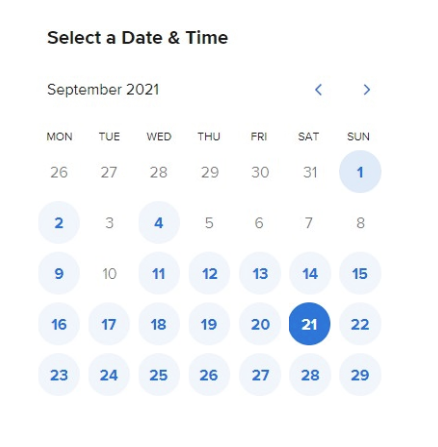 Select a Date & Time
September 2021
MON TUE WED THU FRI SAT SUN
26 27 28 29 30 31 1
2 3 4 5 6 7 8
9 10 11 12 13 14 15
16 17 18 19 20 21 22
23 24 25 26 27 28 29